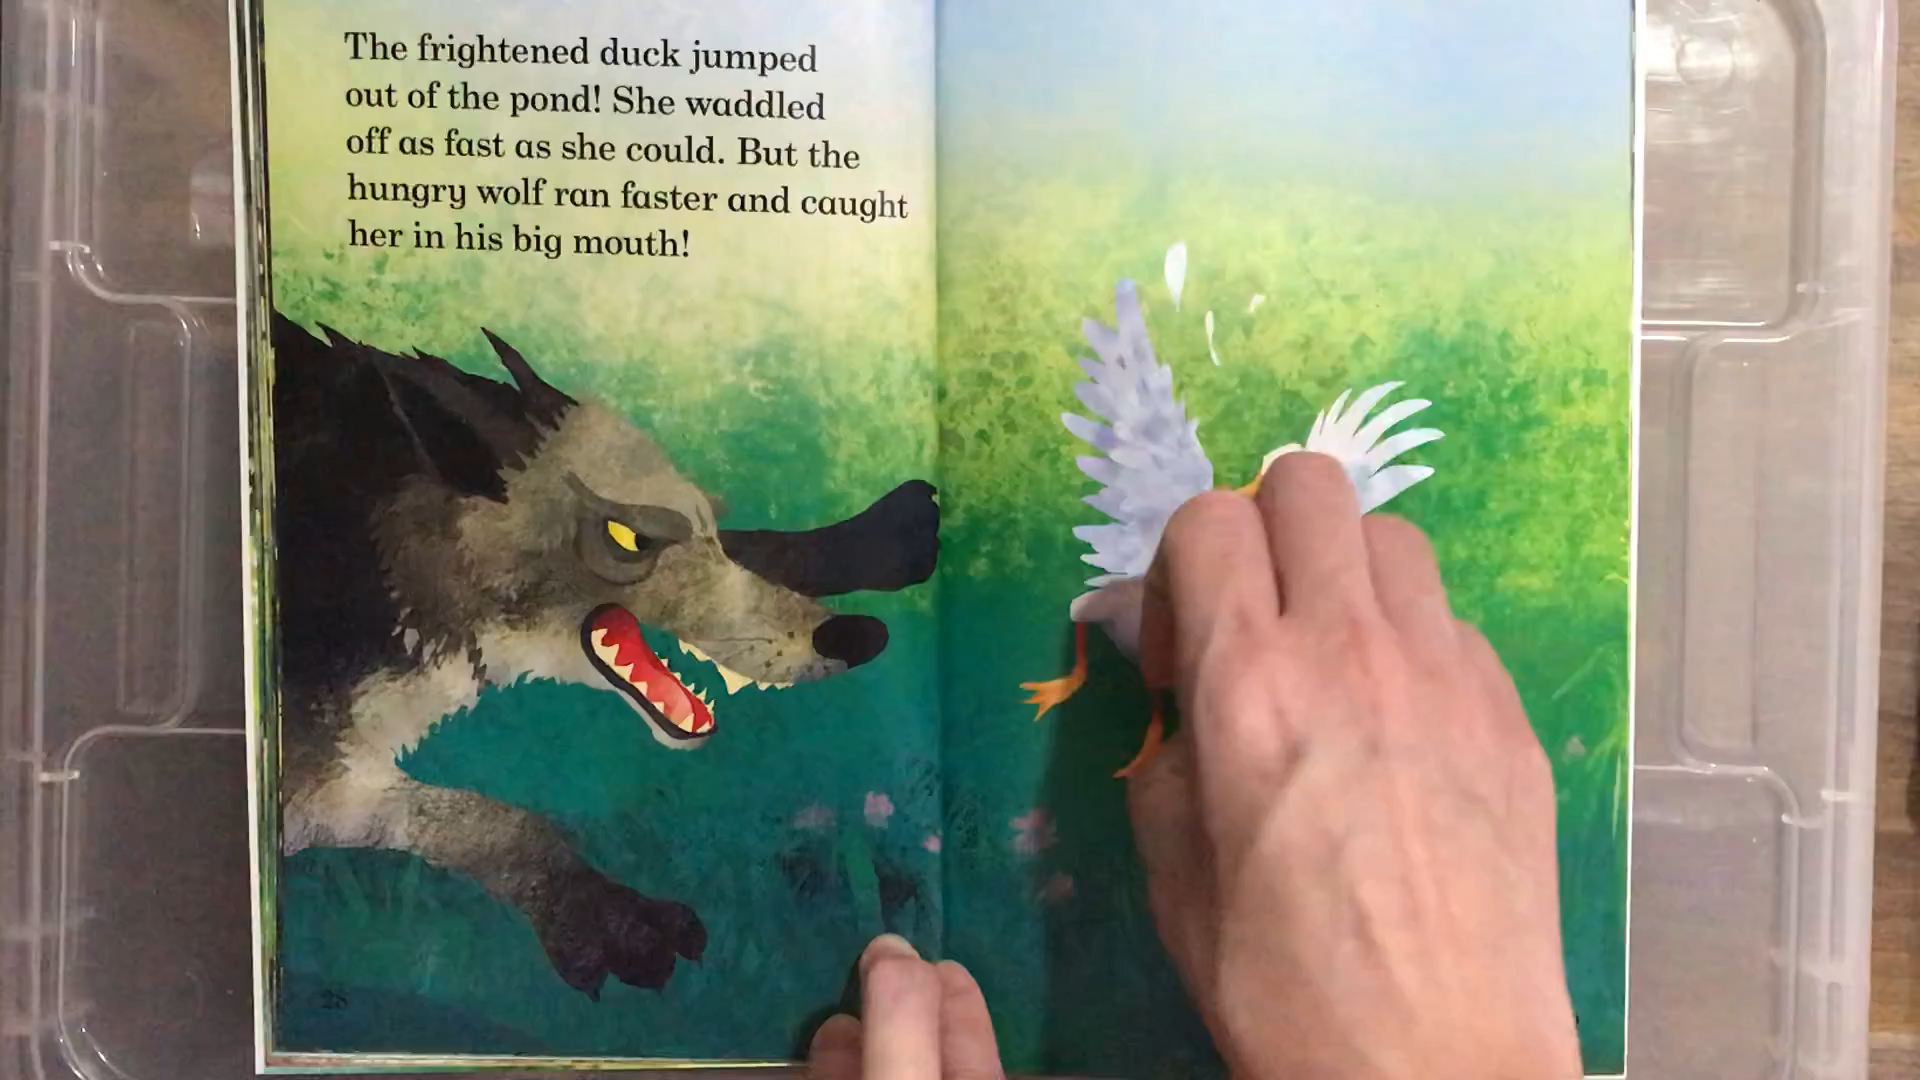 The frightened duck jumped
out of the pond! She waddled
off as fast as she could. But the
hungry wolf ran faster and caught
her in his big mouth!
28